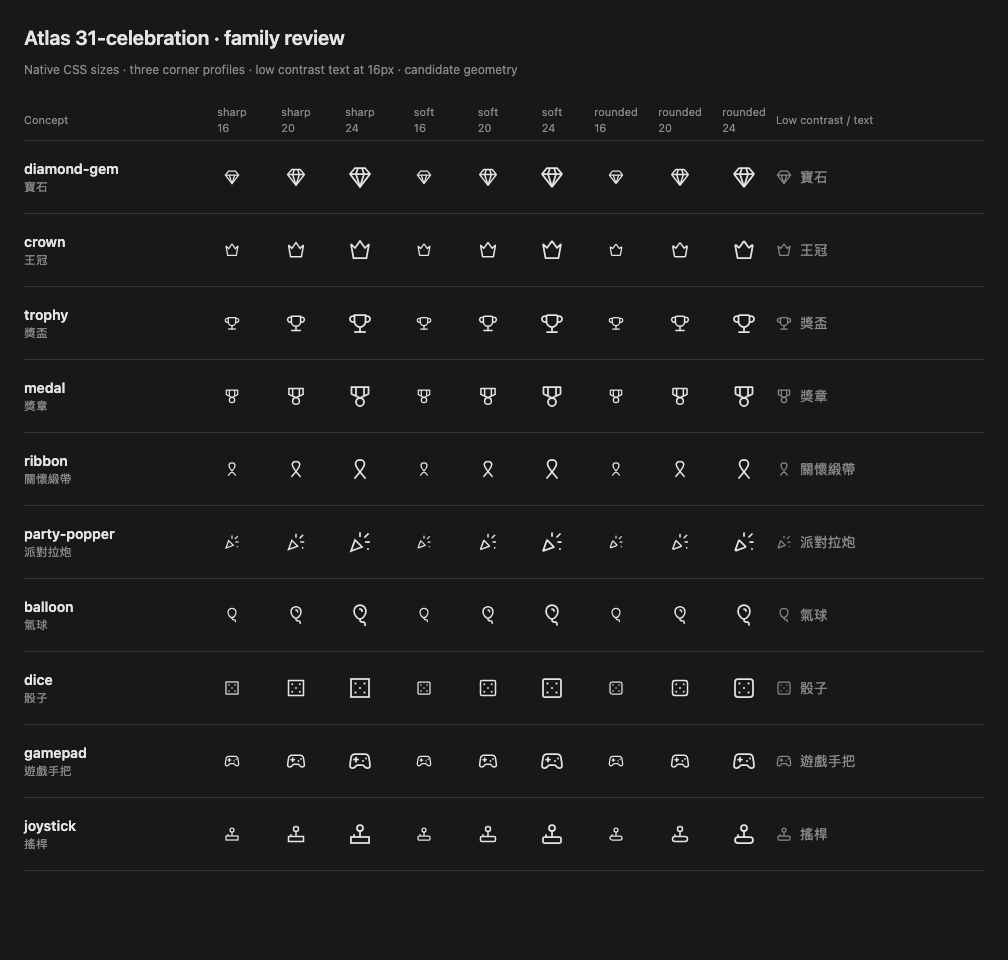 Atlas 31-celebration · family review
Native CSS sizes · three corner profiles · low contrast text at 16px · candidate geometry
Concept sharp 16 sharp 20 sharp 24 soft 16 soft 20 soft 24 rounded 16 rounded 20 rounded 24 Low contrast / text
diamond-gem
寶石
寶石
crown
王冠
王冠
trophy
獎盃
獎盃
medal
獎章
獎章
ribbon
關懷緞帶
關懷緞帶
party-popper
派對拉炮
派對拉炮
balloon
氣球
氣球
dice
骰子
骰子
gamepad
遊戲手把
遊戲手把
joystick
搖桿
搖桿